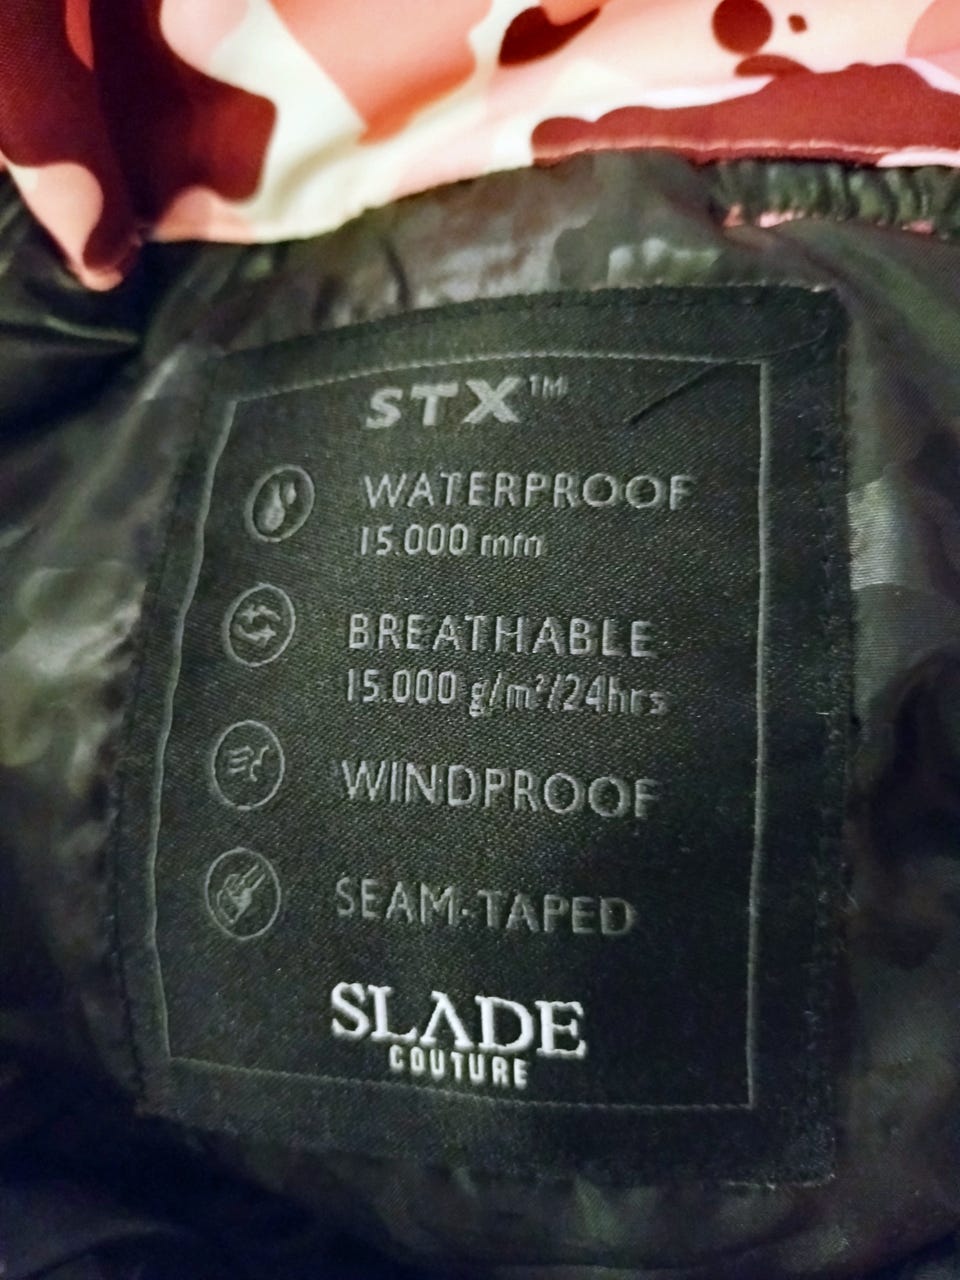 STX™
WATERPROOF
15.000 mm
BREATHABLE
15.000 g/m²/24hrs
WINDPROOF
SEAM-TAPED
SLADE
COUTURE